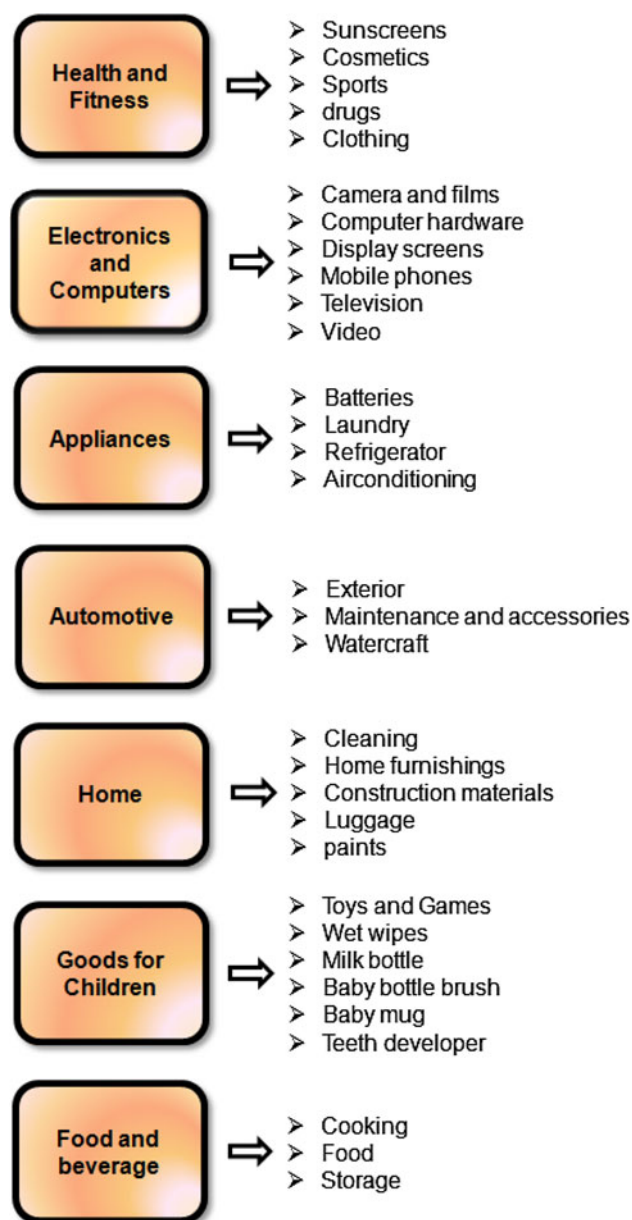 Health and
Fitness
Sunscreens
Cosmetics
Sports
drugs
Clothing
Electronics
and
Computers
Camera and films
Computer hardware
Display screens
Mobile phones
Television
Video
Appliances
Batteries
Laundry
Refrigerator
Airconditioning
Automotive
Exterior
Maintenance and accessories
Watercraft
Home
Cleaning
Home furnishings
Construction materials
Luggage
paints
Goods for
Children
Toys and Games
Wet wipes
Milk bottle
Baby bottle brush
Baby mug
Teeth developer
Food and
beverage
Cooking
Food
Storage